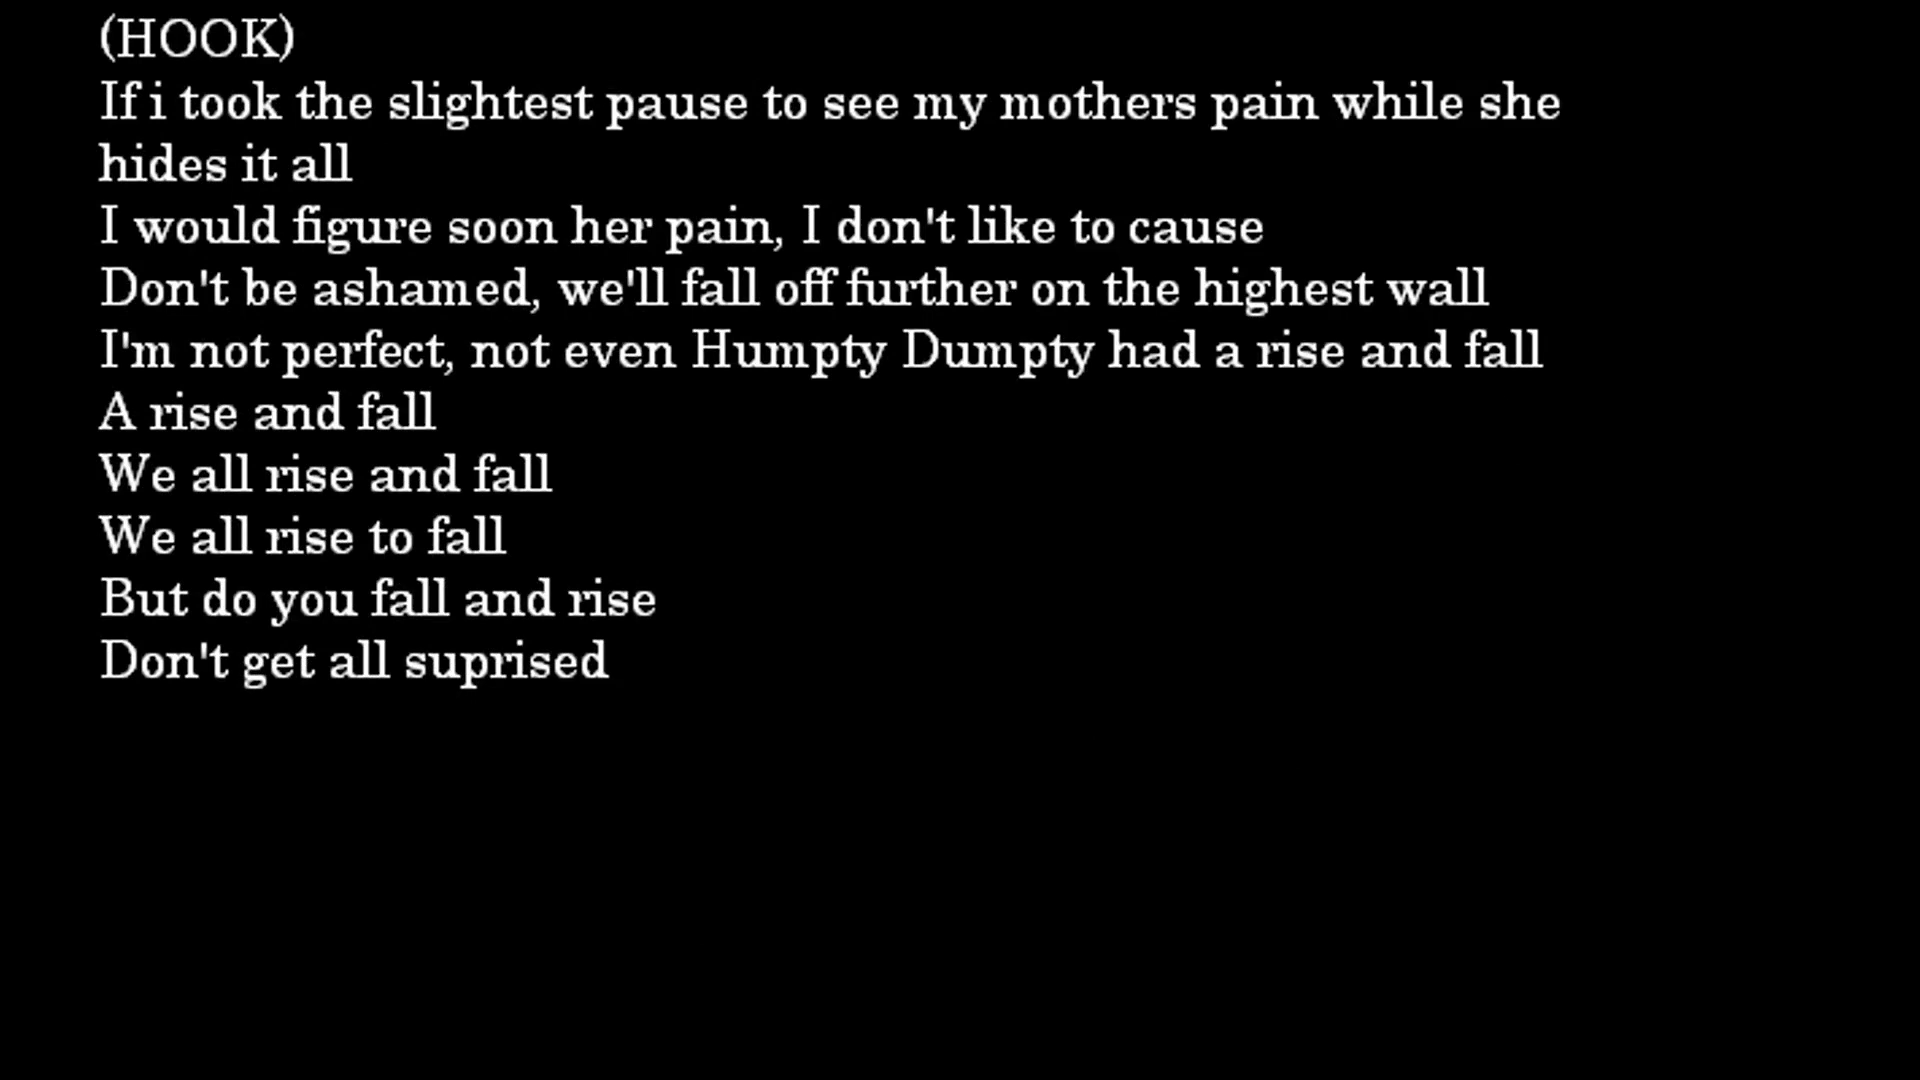 (HOOK)
If i took the slightest pause to see my mothers pain while she
hides it all
I would figure soon her pain, I don't like to cause
Don't be ashamed, we'll fall off further on the highest wall
I'm not perfect, not even Humpty Dumpty had a rise and fall
A rise and fall
We all rise and fall
We all rise to fall
But do you fall and rise
Don't get all suprised